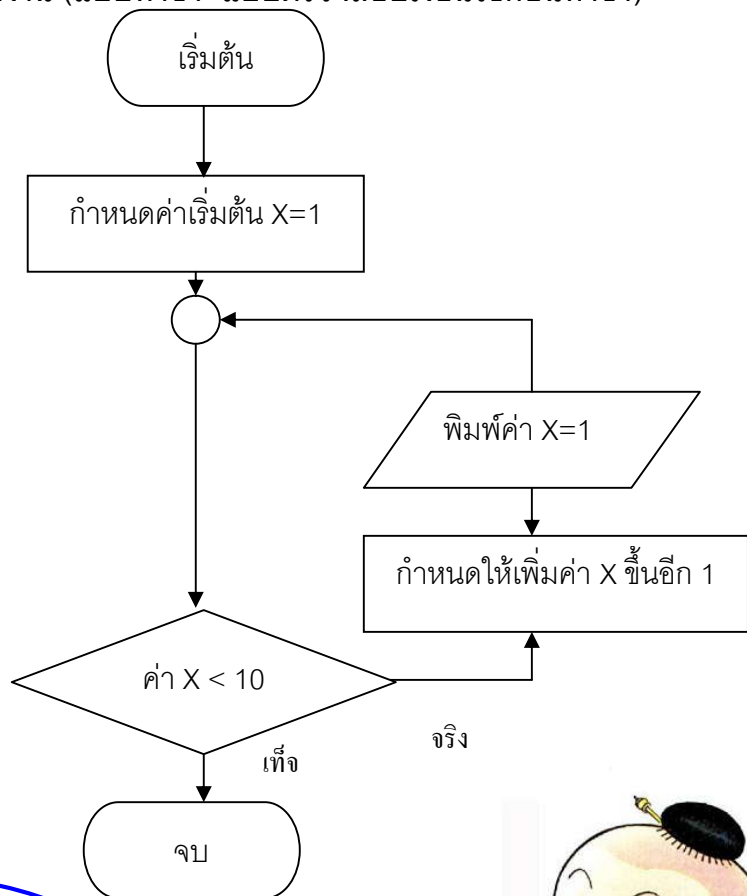 เริ่มต้น
กำหนดค่าเริ่มต้น X=1
พิมพ์ค่า X=1
กำหนดให้เพิ่มค่า X ขึ้นอีก 1
ค่า X < 10
จริง
เท็จ
จบ